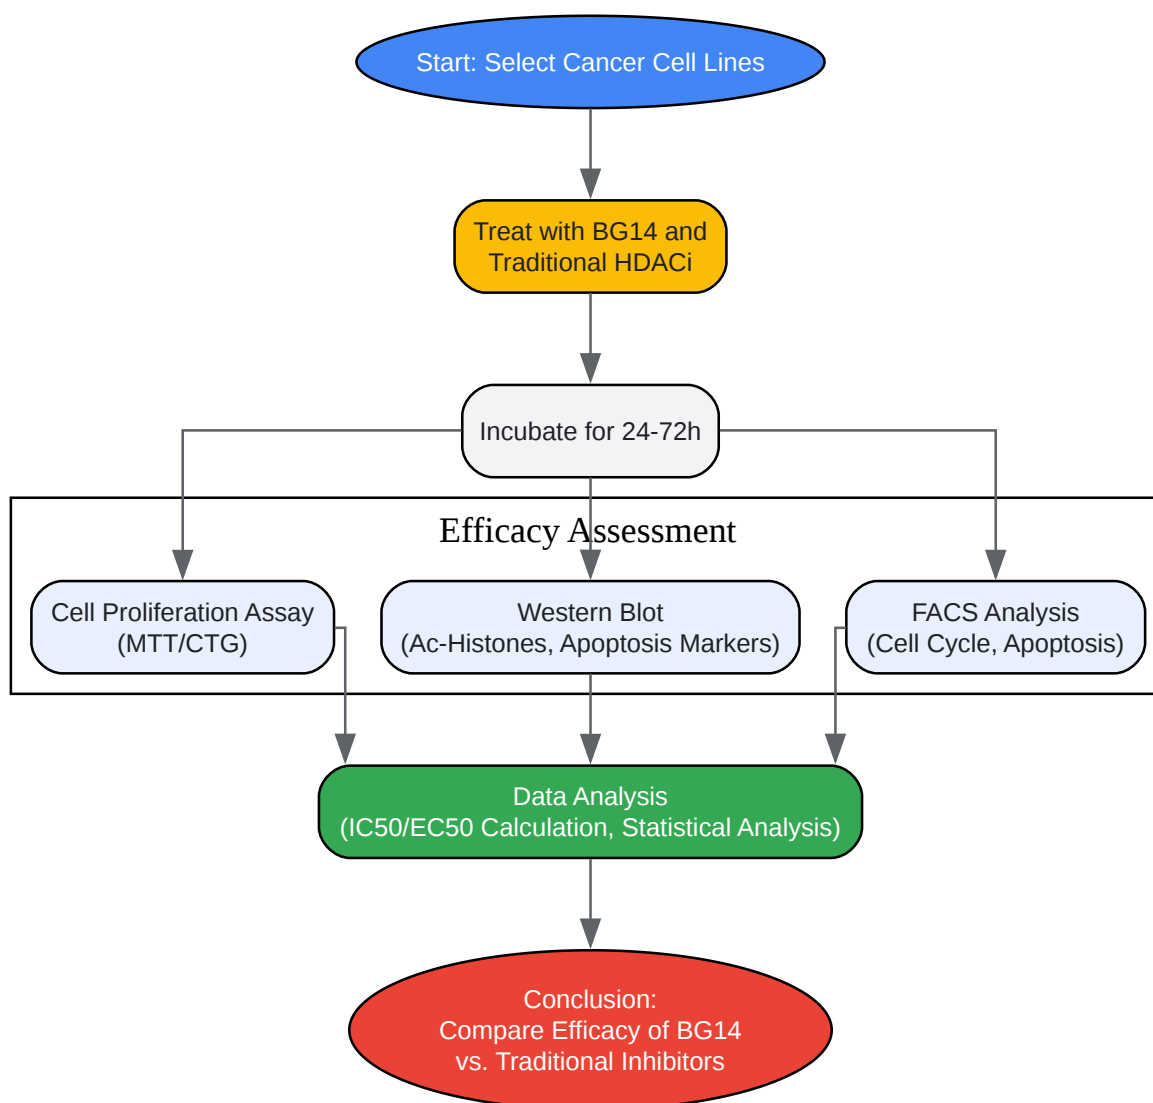 Start: Select Cancer Cell Lines
Treat with BG14 and
Traditional HDACi
Incubate for 24-72h
Efficacy Assessment
Cell Proliferation Assay
(MTT/CTG)
Western Blot
(Ac-Histones, Apoptosis Markers)
FACS Analysis
(Cell Cycle, Apoptosis)
Data Analysis
(IC50/EC50 Calculation, Statistical Analysis)
Conclusion:
Compare Efficacy of BG14
vs. Traditional Inhibitors